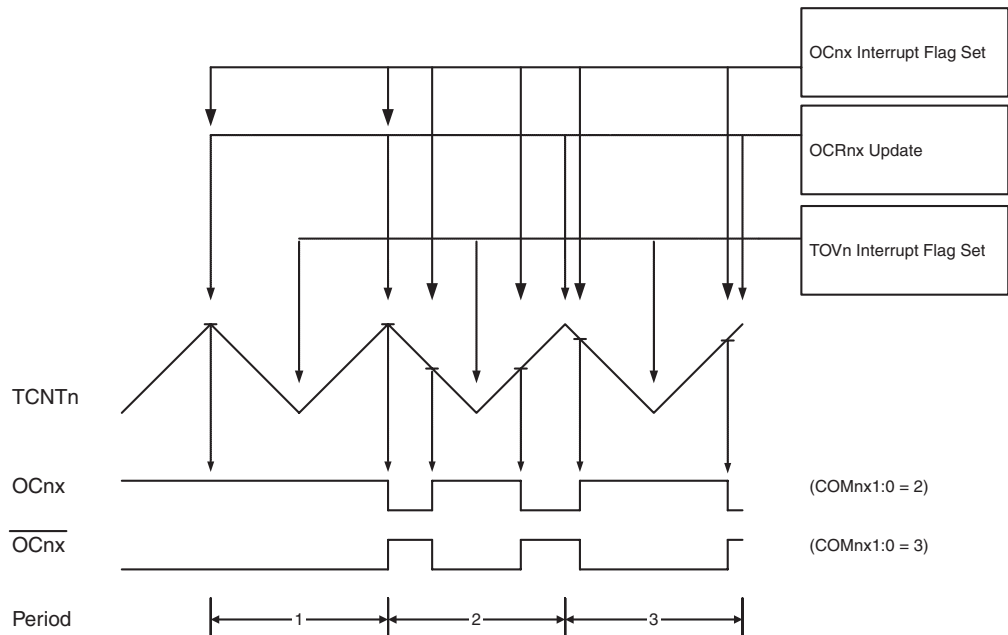 OCnx Interrupt Flag Set
OCRnx Update
TOVn Interrupt Flag Set
TCNTn
OCnx (COMnx1:0 = 2)
OCnx (COMnx1:0 = 3)
Period 1 2 3